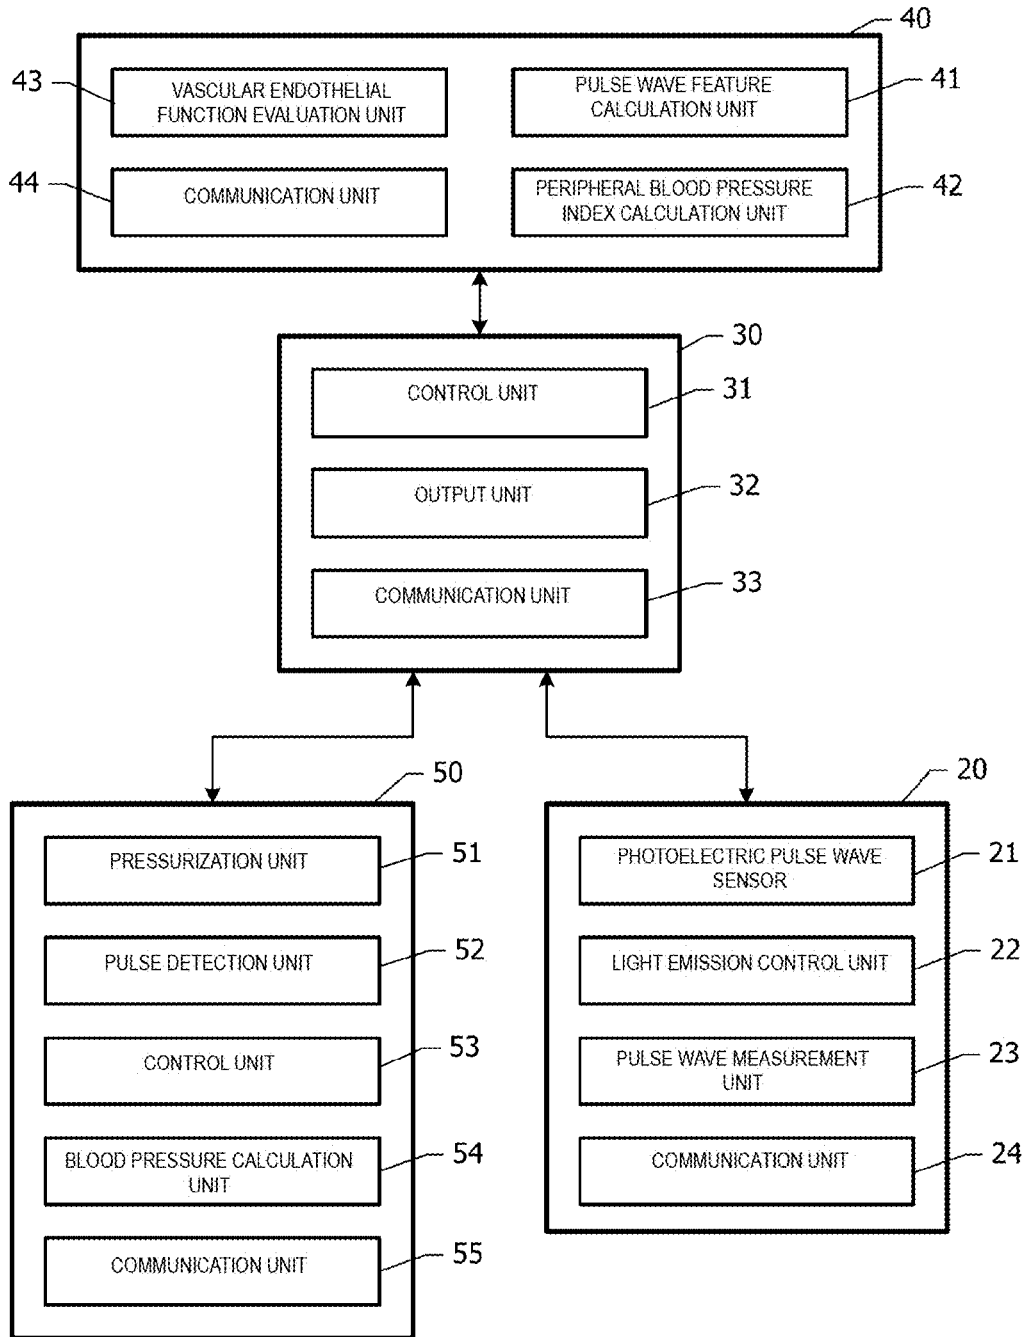 40
43
VASCULAR ENDOTHELIAL
FUNCTION EVALUATION UNIT
PULSE WAVE FEATURE
CALCULATION UNIT
41
44
COMMUNICATION UNIT
PERIPHERAL BLOOD PRESSURE
INDEX CALCULATION UNIT
42
30
CONTROL UNIT
31
OUTPUT UNIT
32
COMMUNICATION UNIT
33
50
PRESSURIZATION UNIT
51
PULSE DETECTION UNIT
52
CONTROL UNIT
53
BLOOD PRESSURE CALCULATION
UNIT
54
COMMUNICATION UNIT
55
20
PHOTOELECTRIC PULSE WAVE
SENSOR
21
LIGHT EMISSION CONTROL UNIT
22
PULSE WAVE MEASUREMENT
UNIT
23
COMMUNICATION UNIT
24